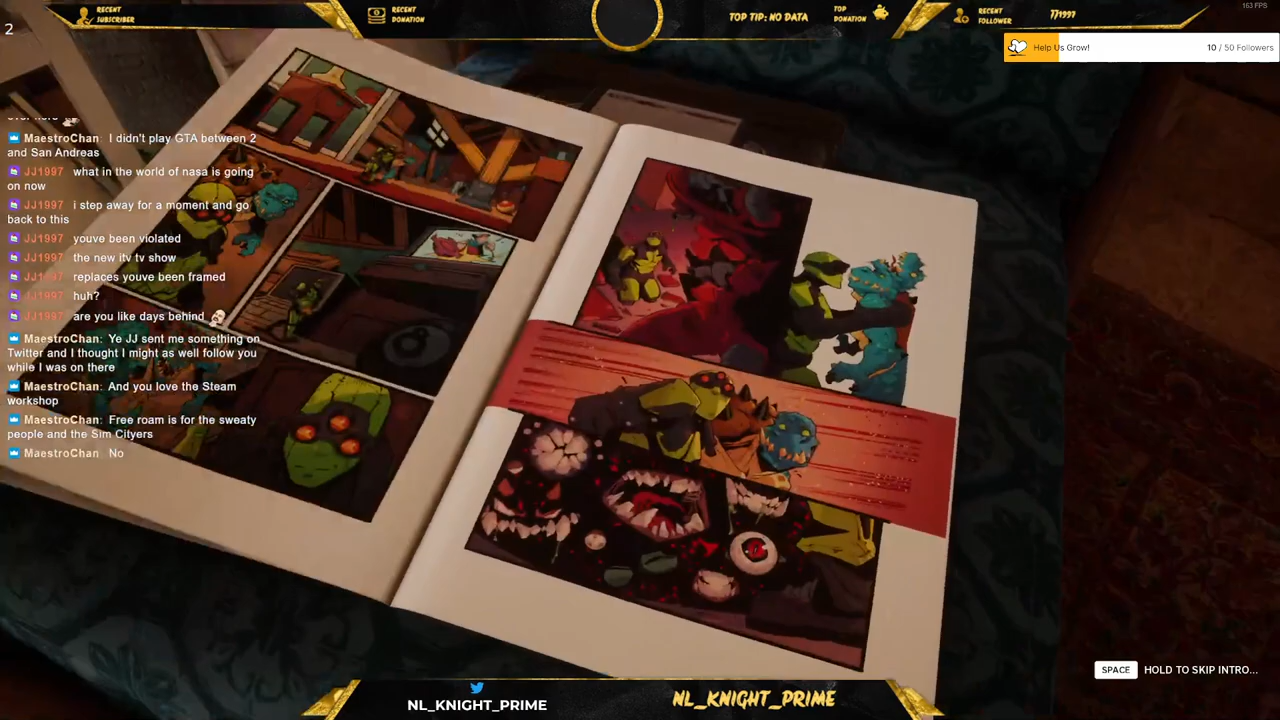 RECENT
SUBSCRIBER
RECENT
DONATION
TOP TIP: NO DATA
TOP
DONATION
RECENT
FOLLOWER
JJ1997
163 FPS
2
Help Us Grow!
10 / 50 Followers
MaestroChan: I didn't play GTA between 2
and San Andreas
JJ1997 what in the world of nasa is going
on now
JJ1997 i step away for a moment and go
back to this
JJ1997 youve been violated
JJ1997 the new itv tv show
JJ1997 replaces youve been framed
JJ1997 huh?
JJ1997 are you like days behind
MaestroChan: Ye JJ sent me something on
Twitter and I thought I might as well follow you
while I was on there
MaestroChan: And you love the Steam
workshop
MaestroChan: Free roam is for the sweaty
people and the Sim Cityers
MaestroChan: No
SPACE HOLD TO SKIP INTRO...
NL_KNIGHT_PRIME
NL_KNIGHT_PRIME